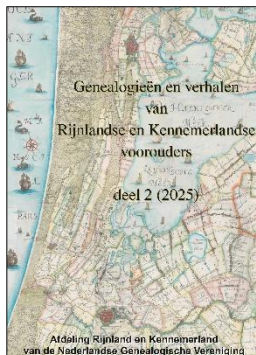 Genealogieën en verhalen
van
Rijnlandse en Kennemerlandse
voorouders
deel 2 (2025)
Afdeling Rijnland en Kennemerland
van de Nederlandse Genealogische Vereniging